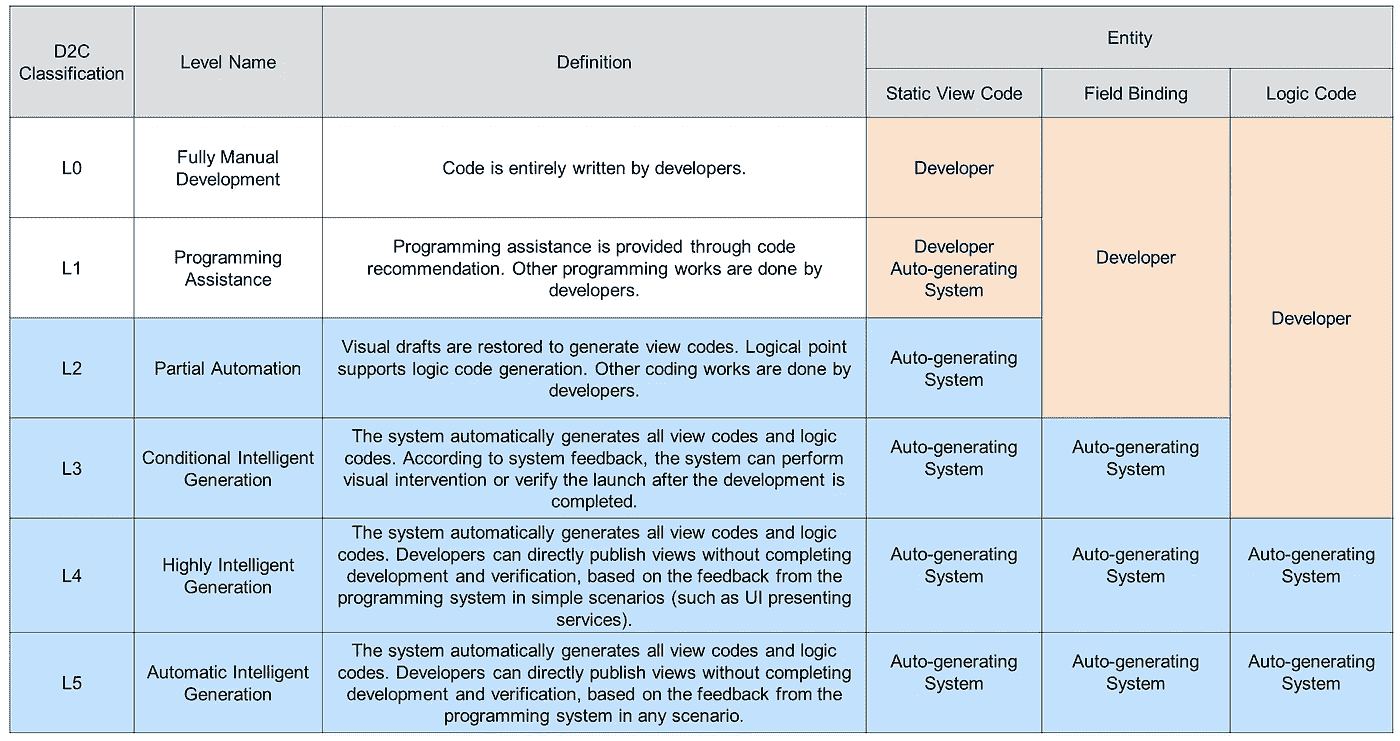 D2C
Classification
Level Name
Definition
Entity
Static View Code
Field Binding
Logic Code
L0
Fully Manual
Development
Code is entirely written by developers.
Developer
L1
Programming
Assistance
Programming assistance is provided through code
recommendation. Other programming works are done by
developers.
Developer
Auto-generating
System
Developer
Developer
L2
Partial Automation
Visual drafts are restored to generate view codes. Logical point
supports logic code generation. Other coding works are done by
developers.
Auto-generating
System
L3
Conditional Intelligent
Generation
The system automatically generates all view codes and logic
codes. According to system feedback, the system can perform
visual intervention or verify the launch after the development is
completed.
Auto-generating
System
Auto-generating
System
L4
Highly Intelligent
Generation
The system automatically generates all view codes and logic
codes. Developers can directly publish views without completing
development and verification, based on the feedback from the
programming system in simple scenarios (such as UI presenting
services).
Auto-generating
System
Auto-generating
System
Auto-generating
System
L5
Automatic Intelligent
Generation
The system automatically generates all view codes and logic
codes. Developers can directly publish views without completing
development and verification, based on the feedback from the
programming system in any scenario.
Auto-generating
System
Auto-generating
System
Auto-generating
System